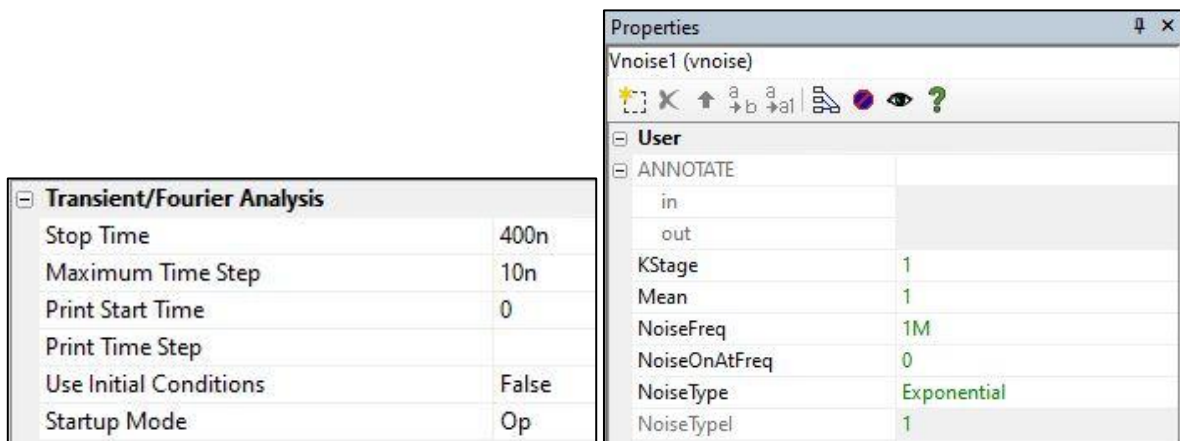 Transient/Fourier Analysis
Stop Time 400n
Maximum Time Step 10n
Print Start Time 0
Print Time Step
Use Initial Conditions False
Startup Mode Op
Properties
Vnoise1 (vnoise)
a b a a1 ?
User
ANNOTATE
in
out
KStage 1
Mean 1
NoiseFreq 1M
NoiseOnAtFreq 0
NoiseType Exponential
NoiseTypeI 1